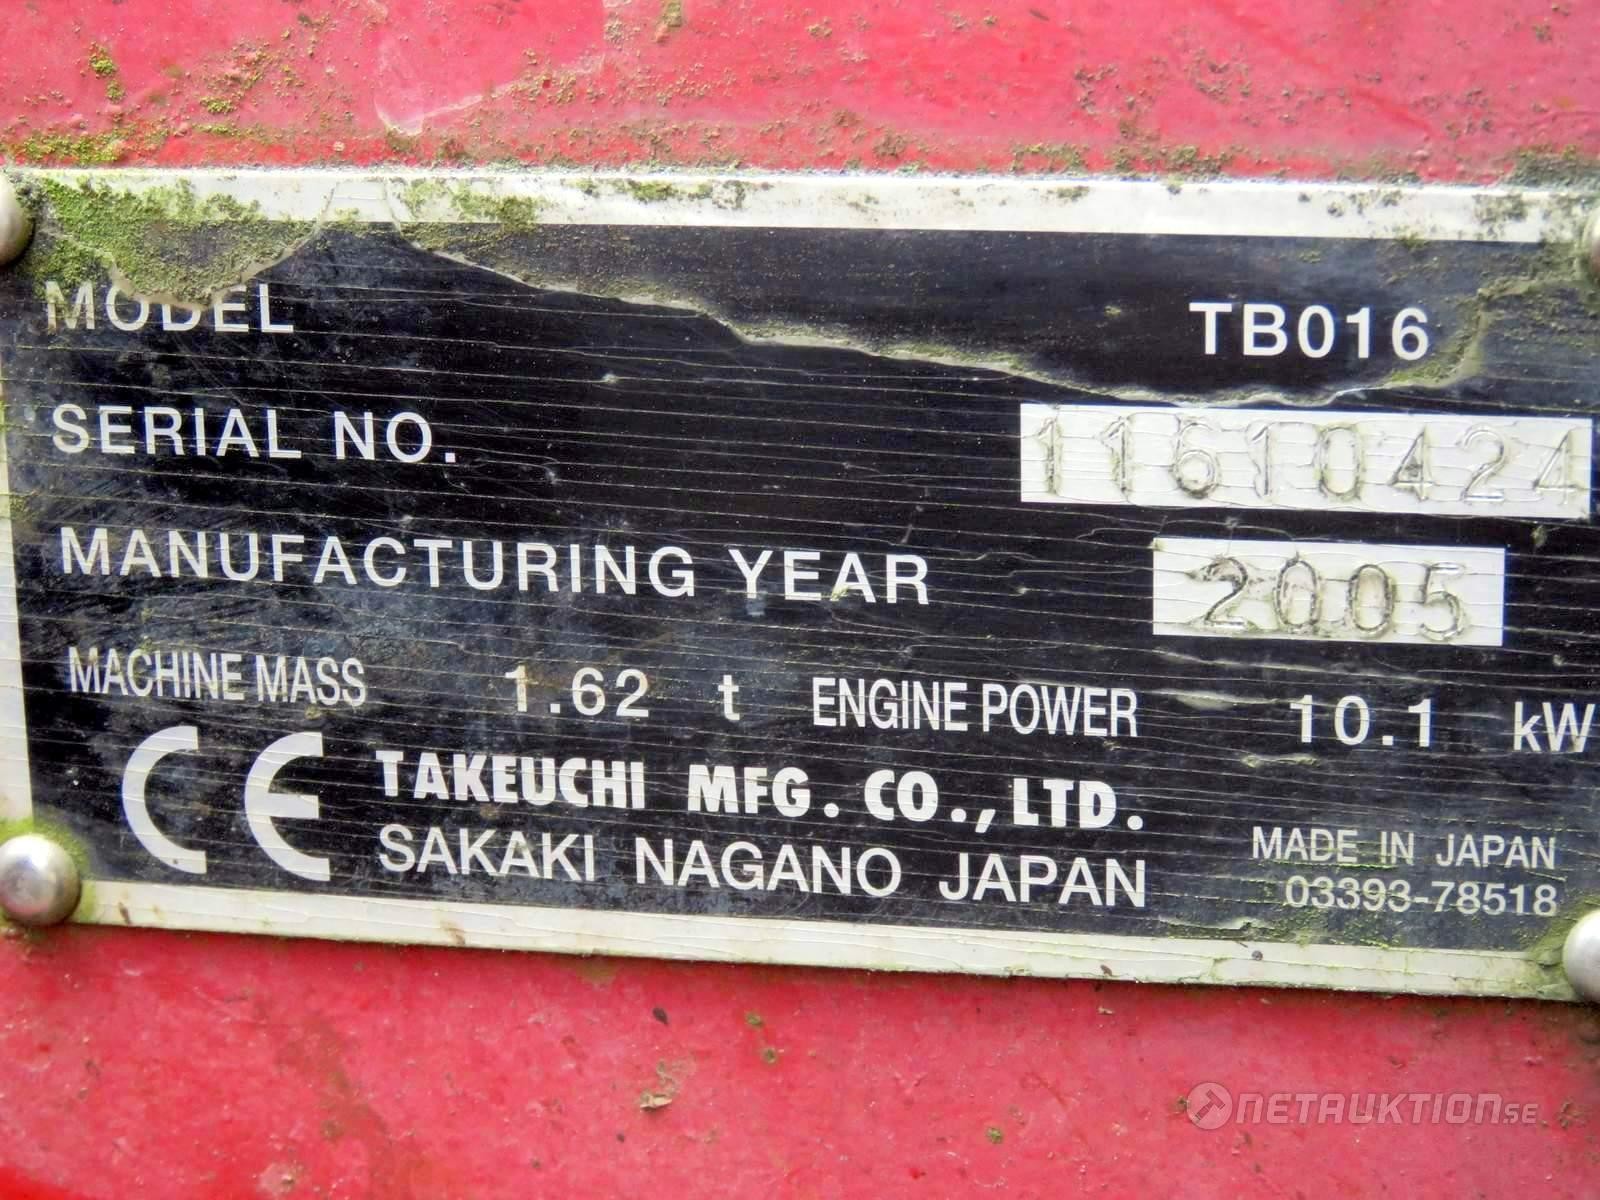 MODEL TB016
SERIAL NO. 11610424
MANUFACTURING YEAR 2005
MACHINE MASS 1.62 t ENGINE POWER 10.1 kW
CE TAKEUCHI MFG. CO., LTD.
SAKAKI NAGANO JAPAN
MADE IN JAPAN
03393-78518
NETAUKTION.SE